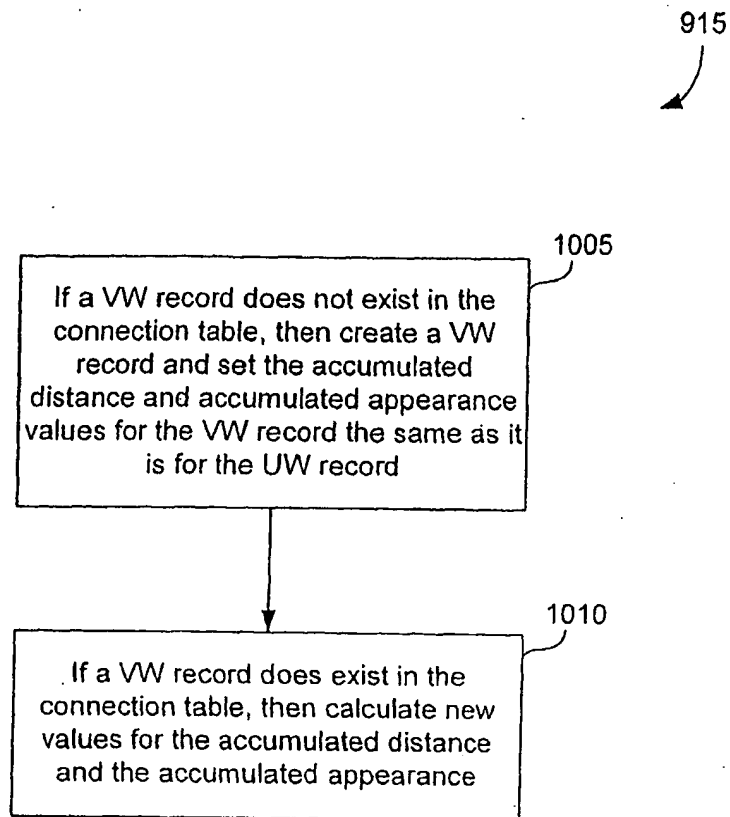 915
1005
If a VW record does not exist in the
connection table, then create a VW
record and set the accumulated
distance and accumulated appearance
values for the VW record the same as it
is for the UW record
1010
If a VW record does exist in the
connection table, then calculate new
values for the accumulated distance
and the accumulated appearance